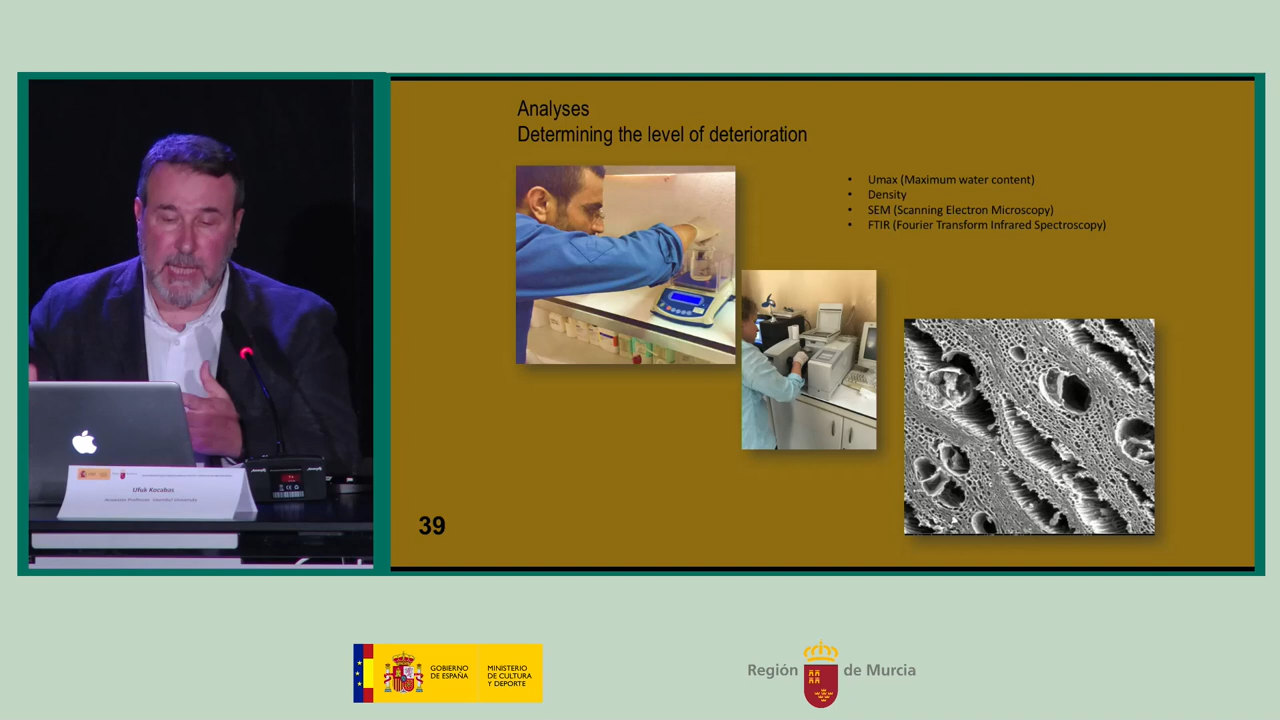 Analyses
Determining the level of deterioration
• Umax (Maximum water content)
• Density
• SEM (Scanning Electron Microscopy)
• FTIR (Fourier Transform Infrared Spectroscopy)
39
Ufuk Kocabas
GOBIERNO
DE ESPAÑA
MINISTERIO
DE CULTURA
Y DEPORTE
Región de Murcia